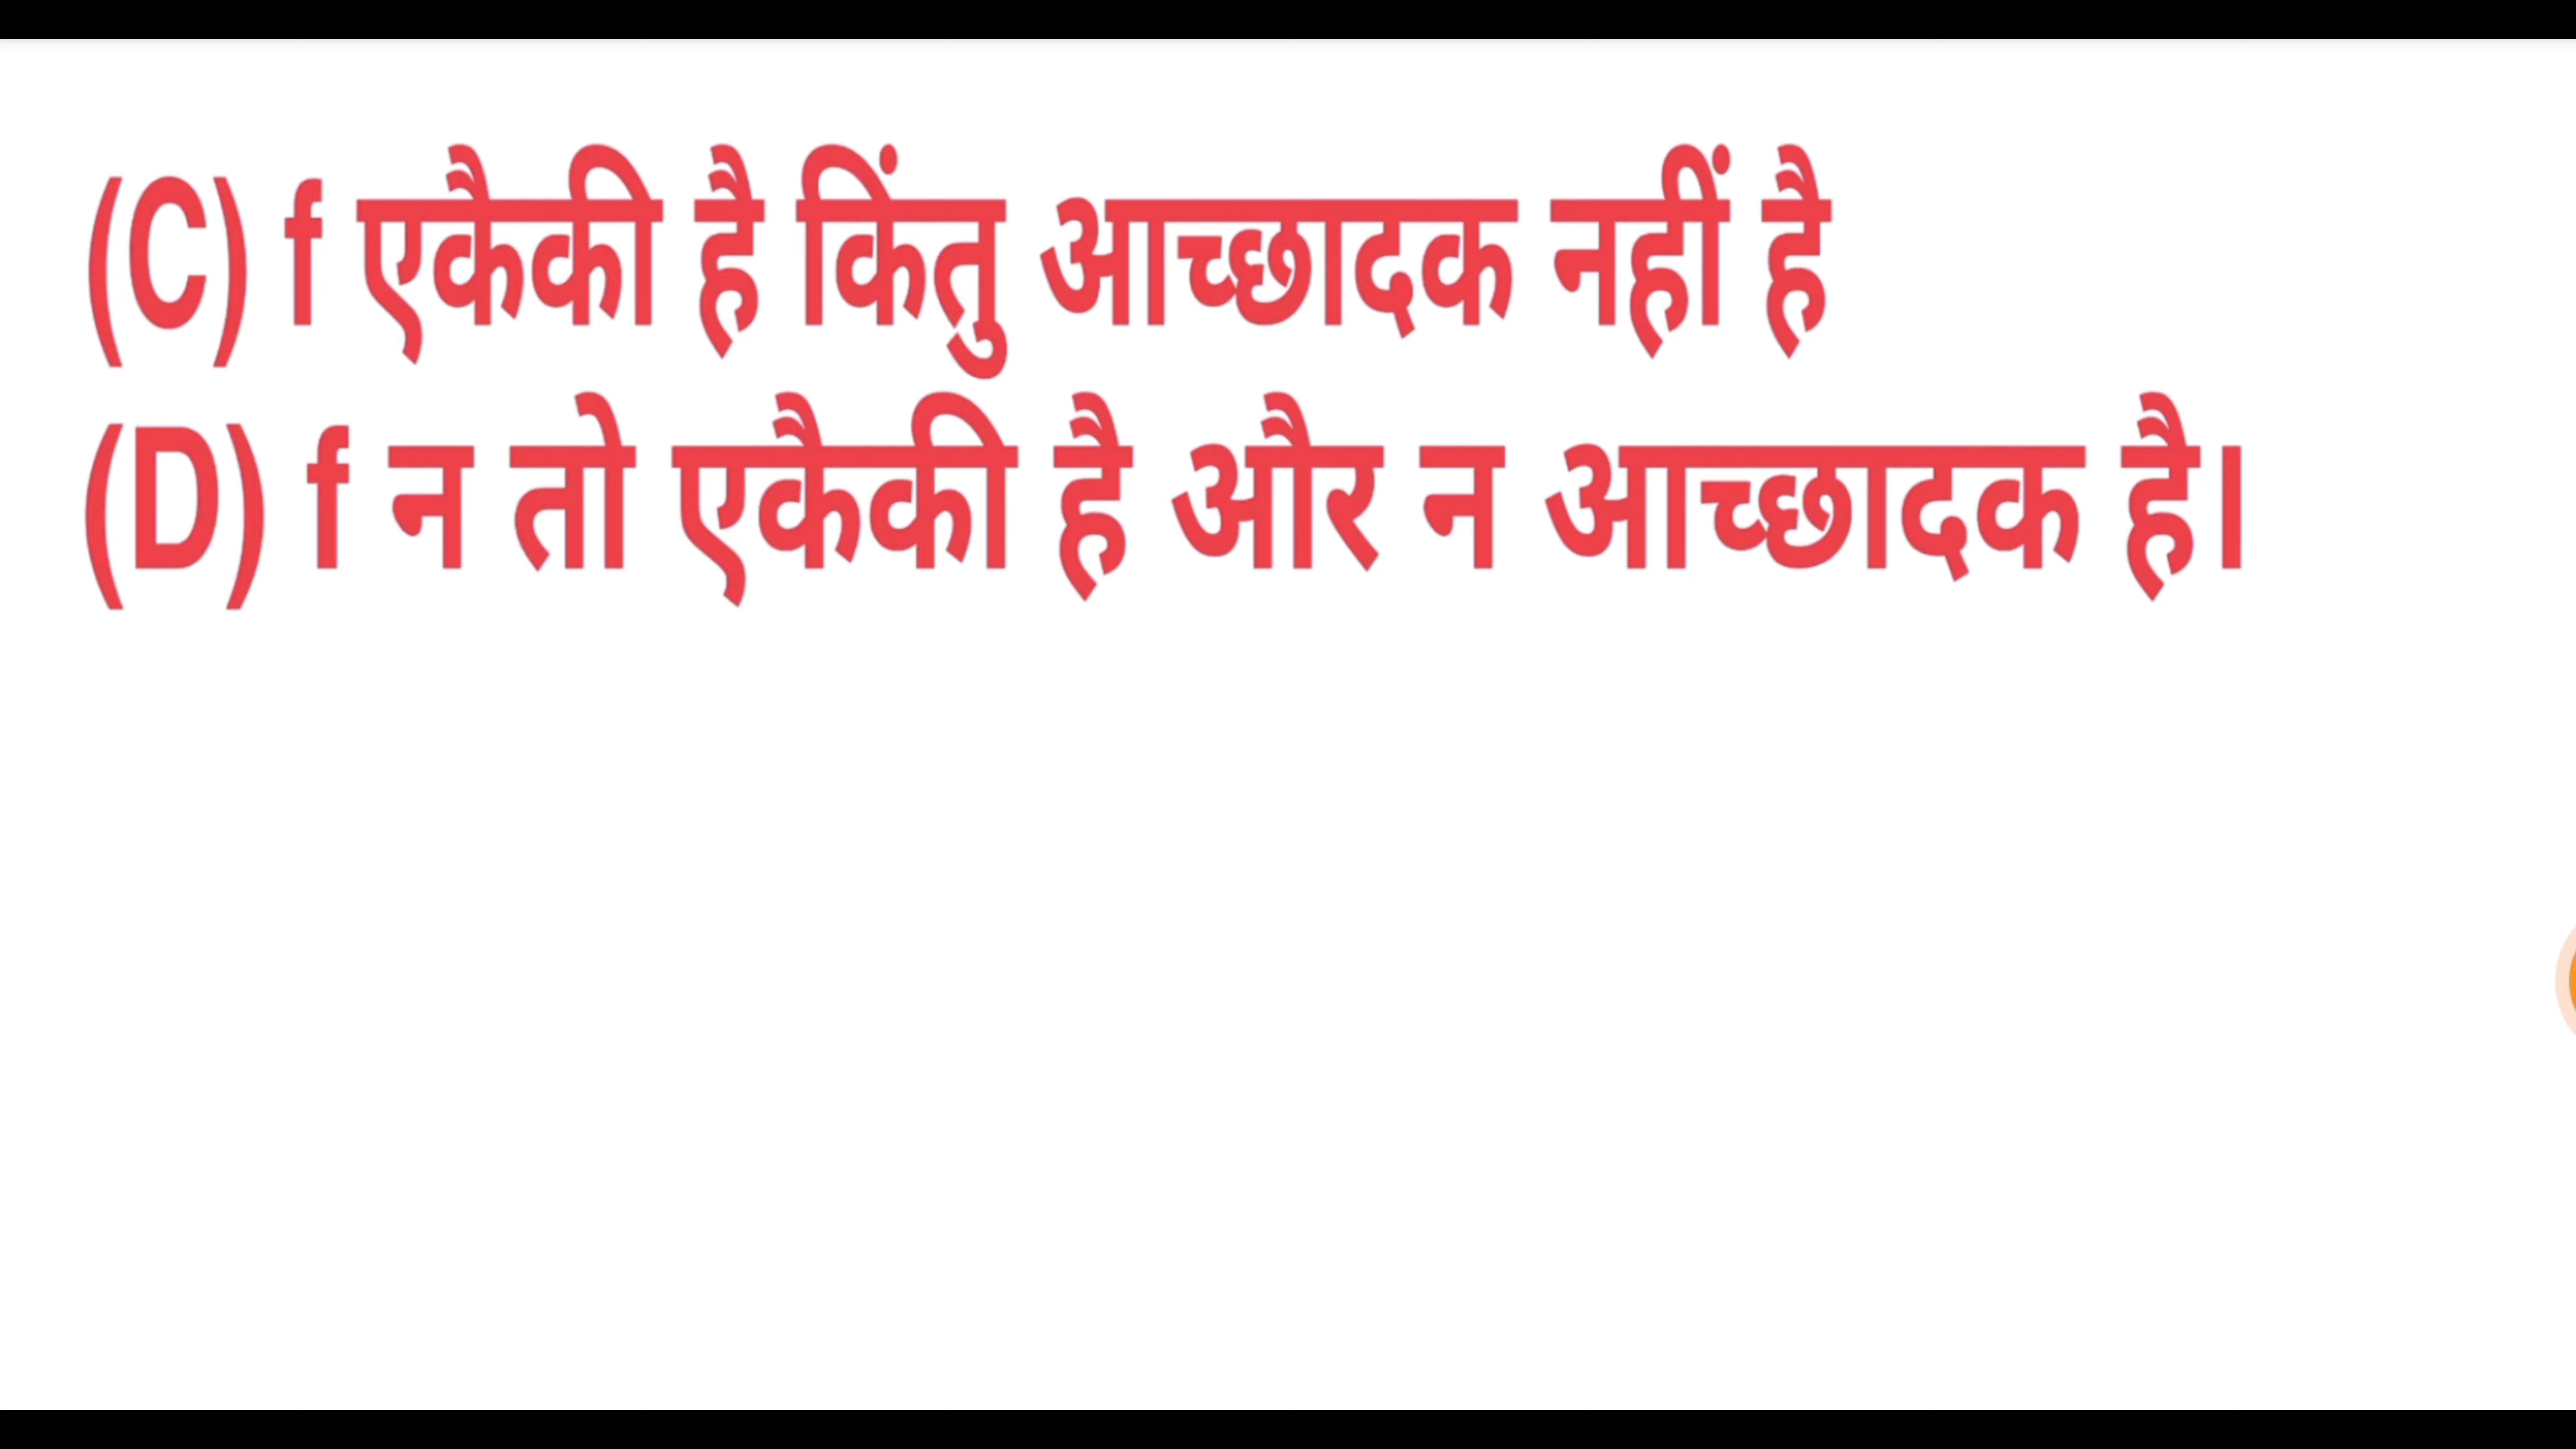 (C) f एकैकी है किंतु आच्छादक नहीं है
(D) f न तो एकैकी है और न आच्छादक है।